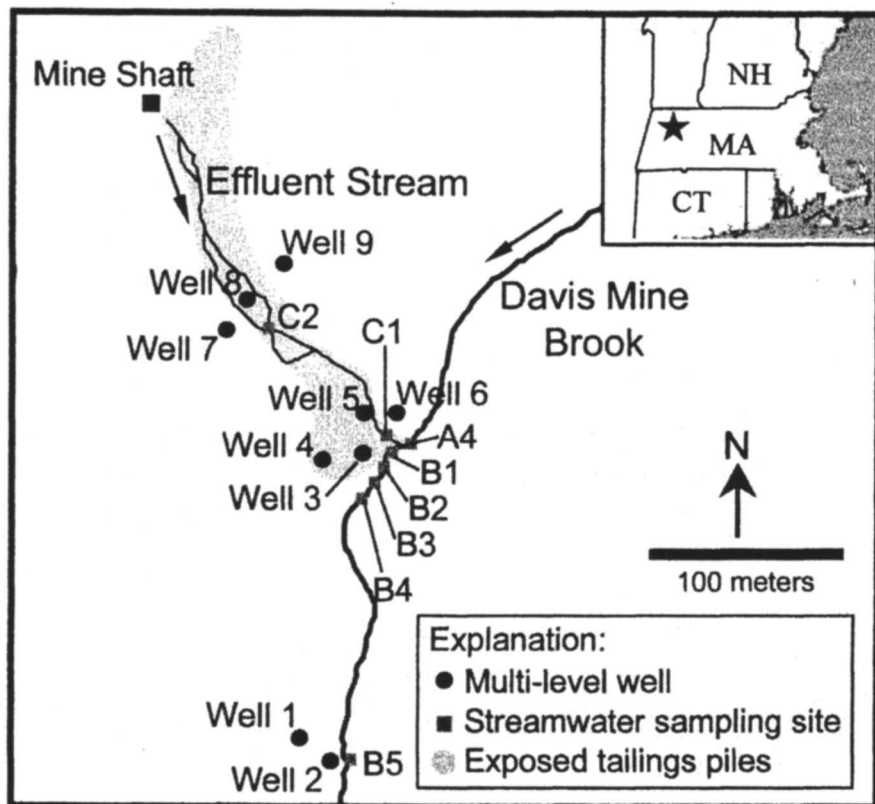 Mine Shaft
NH
MA
CT
Effluent Stream
Well 9
Well 8
C2
Well 7
Davis Mine
Brook
C1
Well 5
Well 6
Well 4
A4
B1
Well 3
B2
B3
B4
N
100 meters
Explanation:
Multi-level well
Streamwater sampling site
Exposed tailings piles
Well 1
Well 2
B5